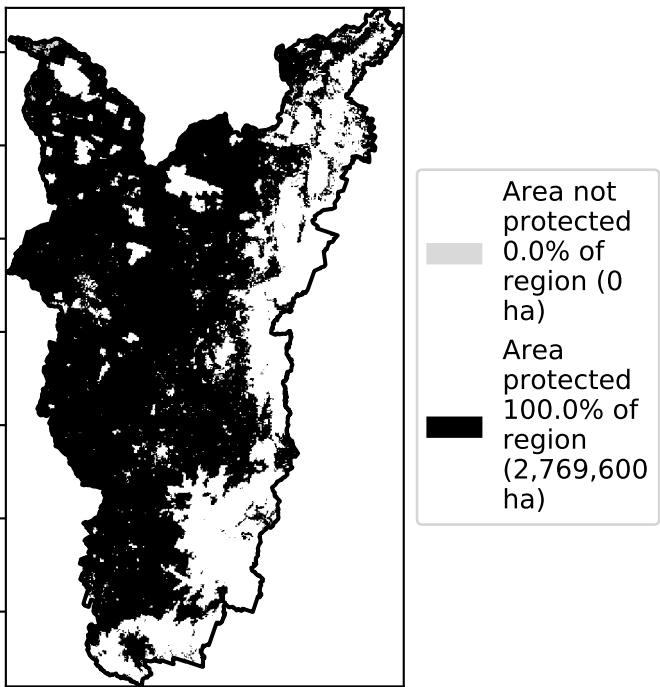 Area not
protected
0.0% of
region (0
ha)
Area
protected
100.0% of
region
(2,769,600
ha)